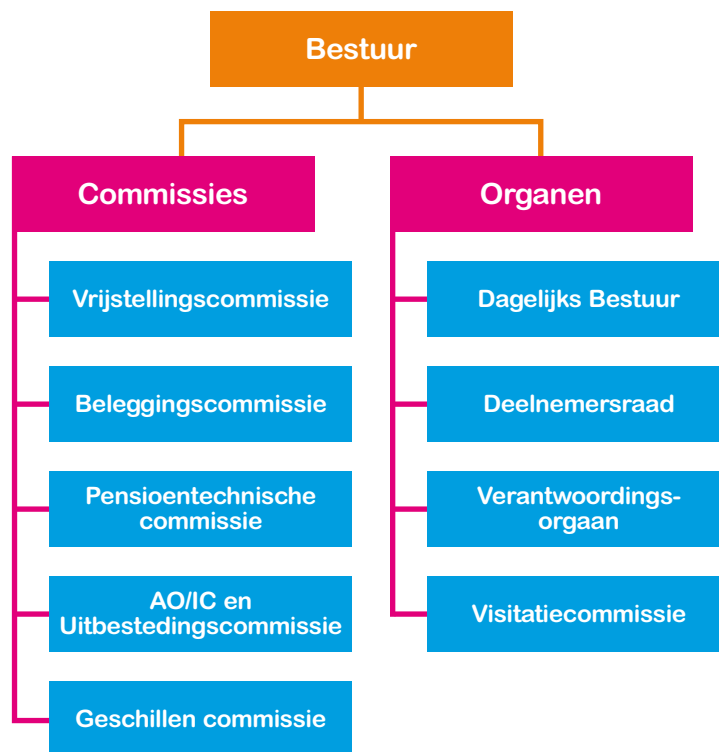 Bestuur
Commissies
Vrijstellingscommissie
Beleggingscommissie
Pensioentechnische
commissie
AO/IC en
Uitbestedingscommissie
Geschillen commissie
Organen
Dagelijks Bestuur
Deelnemersraad
Verantwoordings-
orgaan
Visitatiecommissie